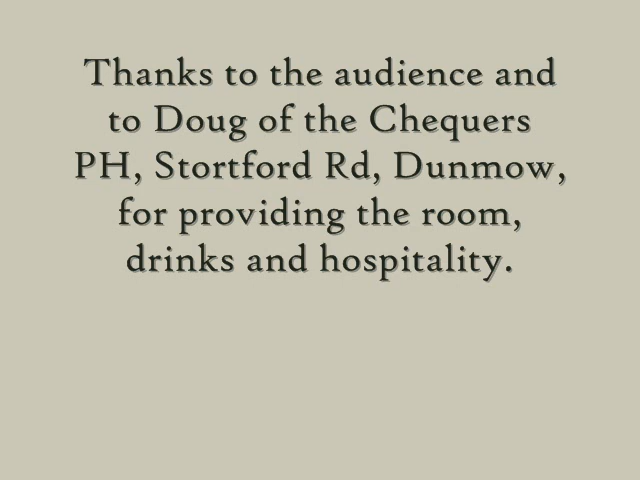 Thanks to the audience and
to Doug of the Chequers
PH, Stortford Rd, Dunmow,
for providing the room,
drinks and hospitality.